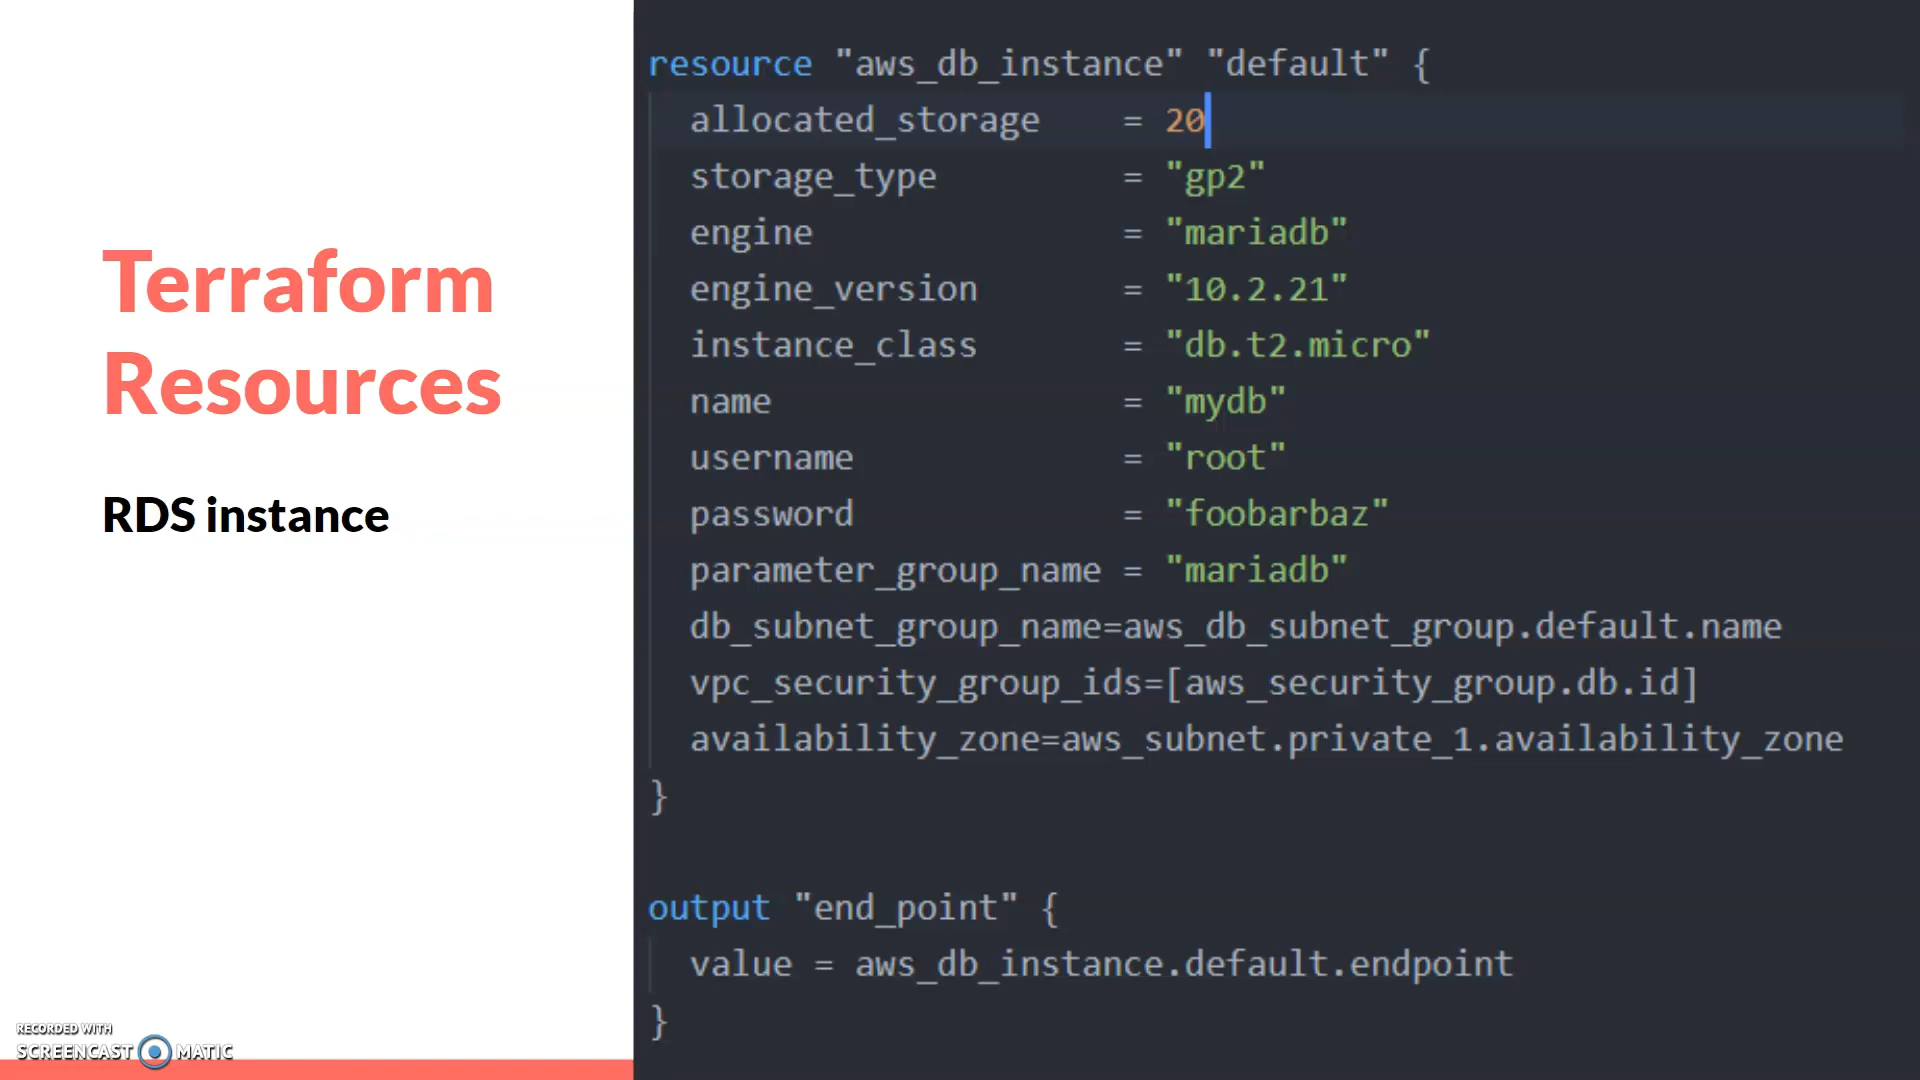 Terraform
Resources
RDS instance
resource "aws_db_instance" "default" {
  allocated_storage    = 20
  storage_type         = "gp2"
  engine               = "mariadb"
  engine_version       = "10.2.21"
  instance_class       = "db.t2.micro"
  name                 = "mydb"
  username             = "root"
  password             = "foobarbaz"
  parameter_group_name = "mariadb"
  db_subnet_group_name=aws_db_subnet_group.default.name
  vpc_security_group_ids=[aws_security_group.db.id]
  availability_zone=aws_subnet.private_1.availability_zone
}
output "end_point" {
  value = aws_db_instance.default.endpoint
}
RECORDED WITH
SCREENCAST MATIC